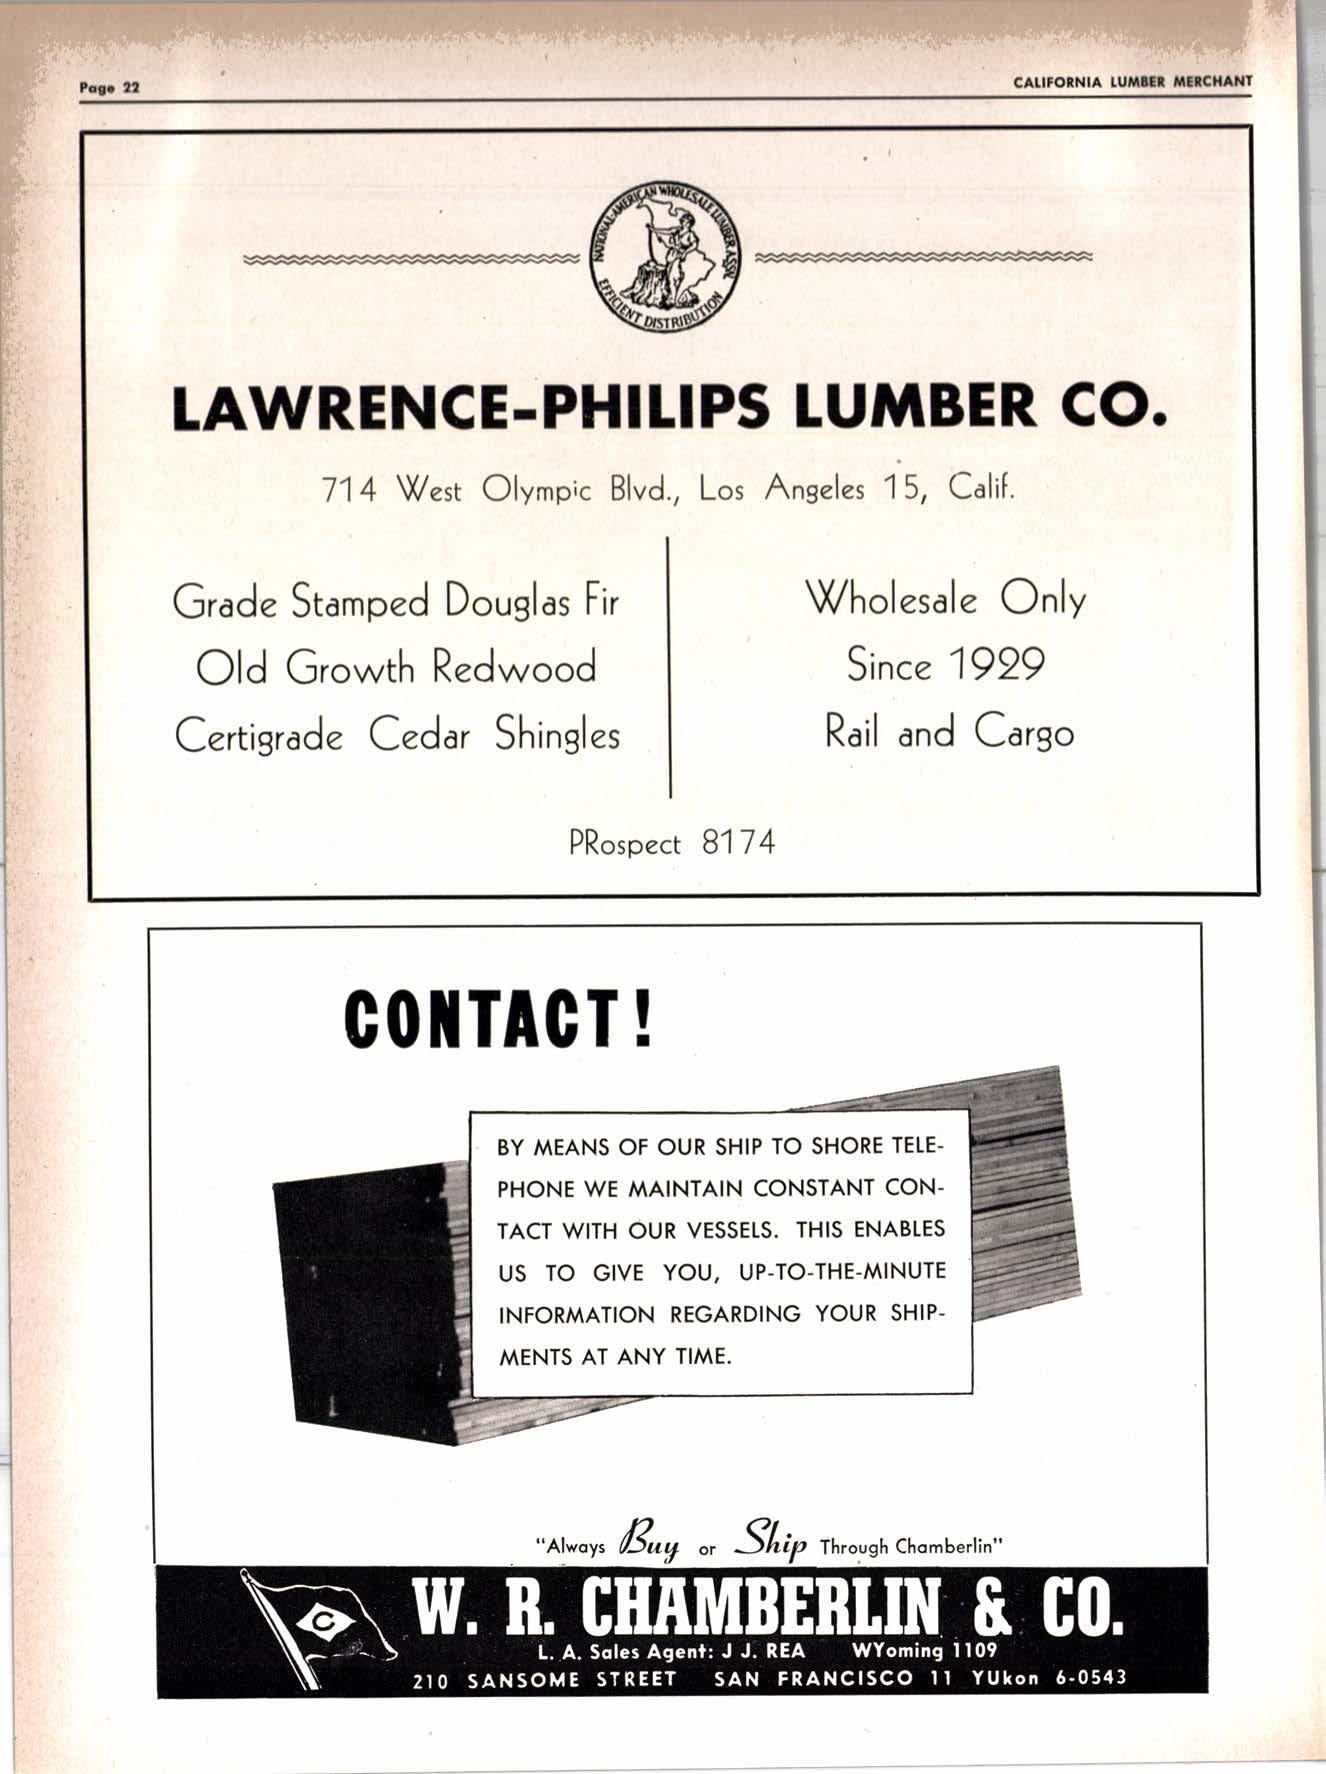 Page 22
CALIFORNIA LUMBER MERCHANT
NATIONAL-AMERICAN WHOLESALE LUMBER ASSN.
EFFICIENT DISTRIBUTION
LAWRENCE-PHILIPS LUMBER CO.
714 West Olympic Blvd., Los Angeles 15, Calif.
Grade Stamped Douglas Fir
Old Growth Redwood
Certigrade Cedar Shingles
Wholesale Only
Since 1929
Rail and Cargo
PRospect 8174
CONTACT!
BY MEANS OF OUR SHIP TO SHORE TELE-
PHONE WE MAINTAIN CONSTANT CON-
TACT WITH OUR VESSELS. THIS ENABLES
US TO GIVE YOU, UP-TO-THE-MINUTE
INFORMATION REGARDING YOUR SHIP-
MENTS AT ANY TIME.
"Always Buy or Ship Through Chamberlin"
C
W. R. CHAMBERLIN & CO.
L. A. Sales Agent: J J. REA WYoming 1109
210 SANSOME STREET SAN FRANCISCO 11 YUkon 6-0543